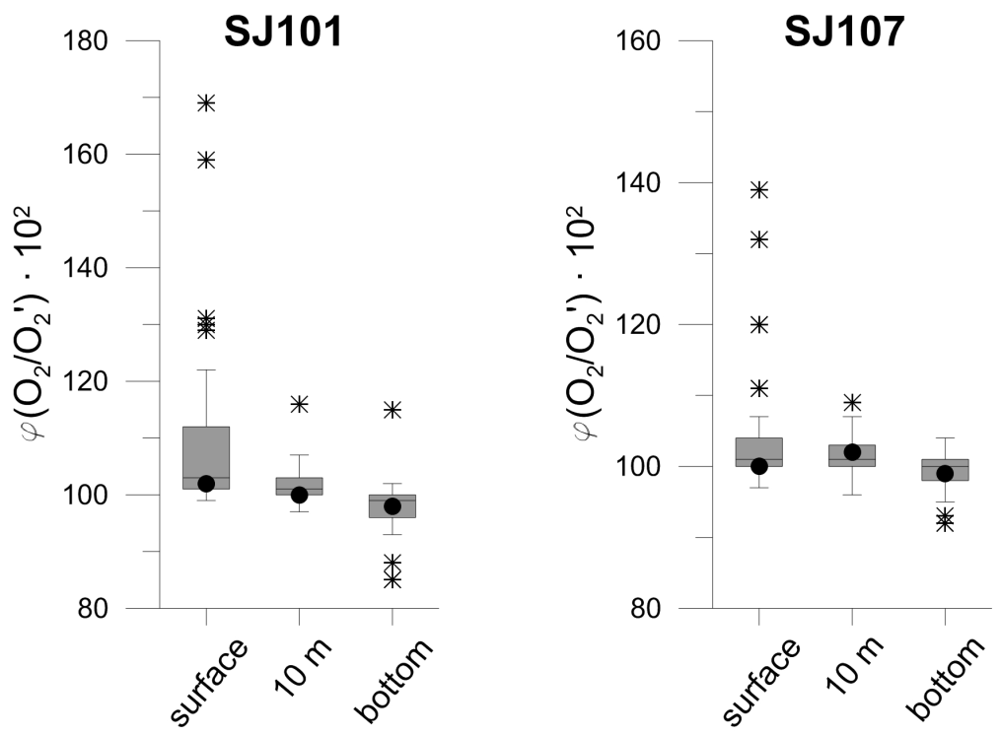 SJ101
φ(O₂/O₂') · 10²
180
160
140
120
100
80
surface
10 m
bottom
SJ107
φ(O₂/O₂') · 10²
160
140
120
100
80
surface
10 m
bottom